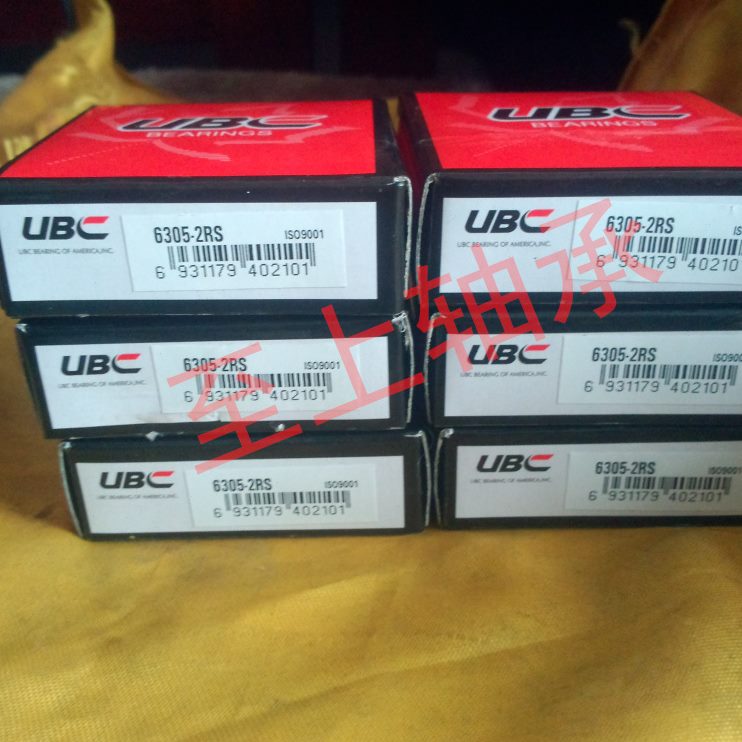 UBC
BEARINGS
UBC
BEARINGS
UBC
UBC BEARING OF AMERICA,INC.
6305-2RS
ISO9001
6 931179 402101
UBC
UBC BEARING OF AMERICA,INC.
6305-2RS
ISO
6 931179 402101
UBC
UBC BEARING OF AMERICA,INC.
6305-2RS
ISO9001
6 931179 402101
UBC
UBC BEARING OF AMERICA,INC.
6305-2RS
ISO900
6 931179 402101
UBC
UBC BEARING OF AMERICA,INC.
6305-2RS
ISO9001
6 931179 402101
UBC
UBC BEARING OF AMERICA,INC.
6305-2RS
ISO9001
6 931179 402101
至上轴承